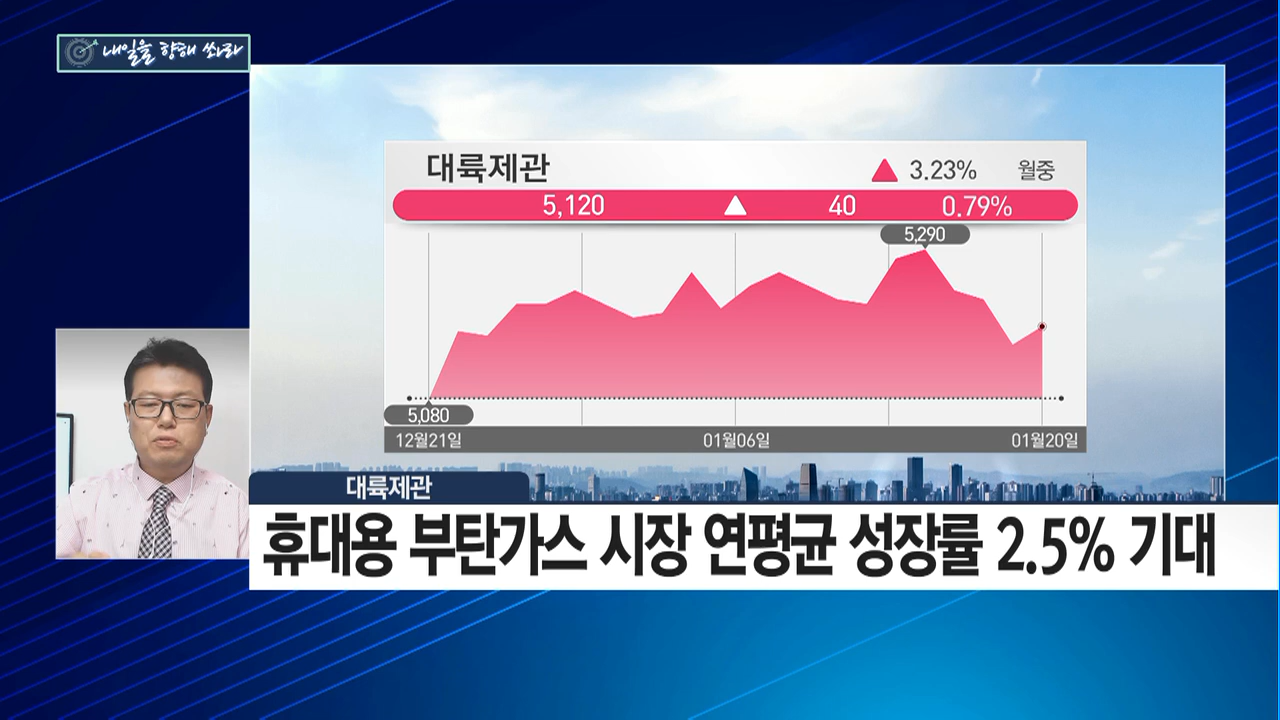 내일을 향해 쏴라
대륙제관 ▲ 3.23% 월중
5,120 △ 40 0.79%
5,290
5,080
12월21일 01월06일 01월20일
대륙제관
휴대용 부탄가스 시장 연평균 성장률 2.5% 기대